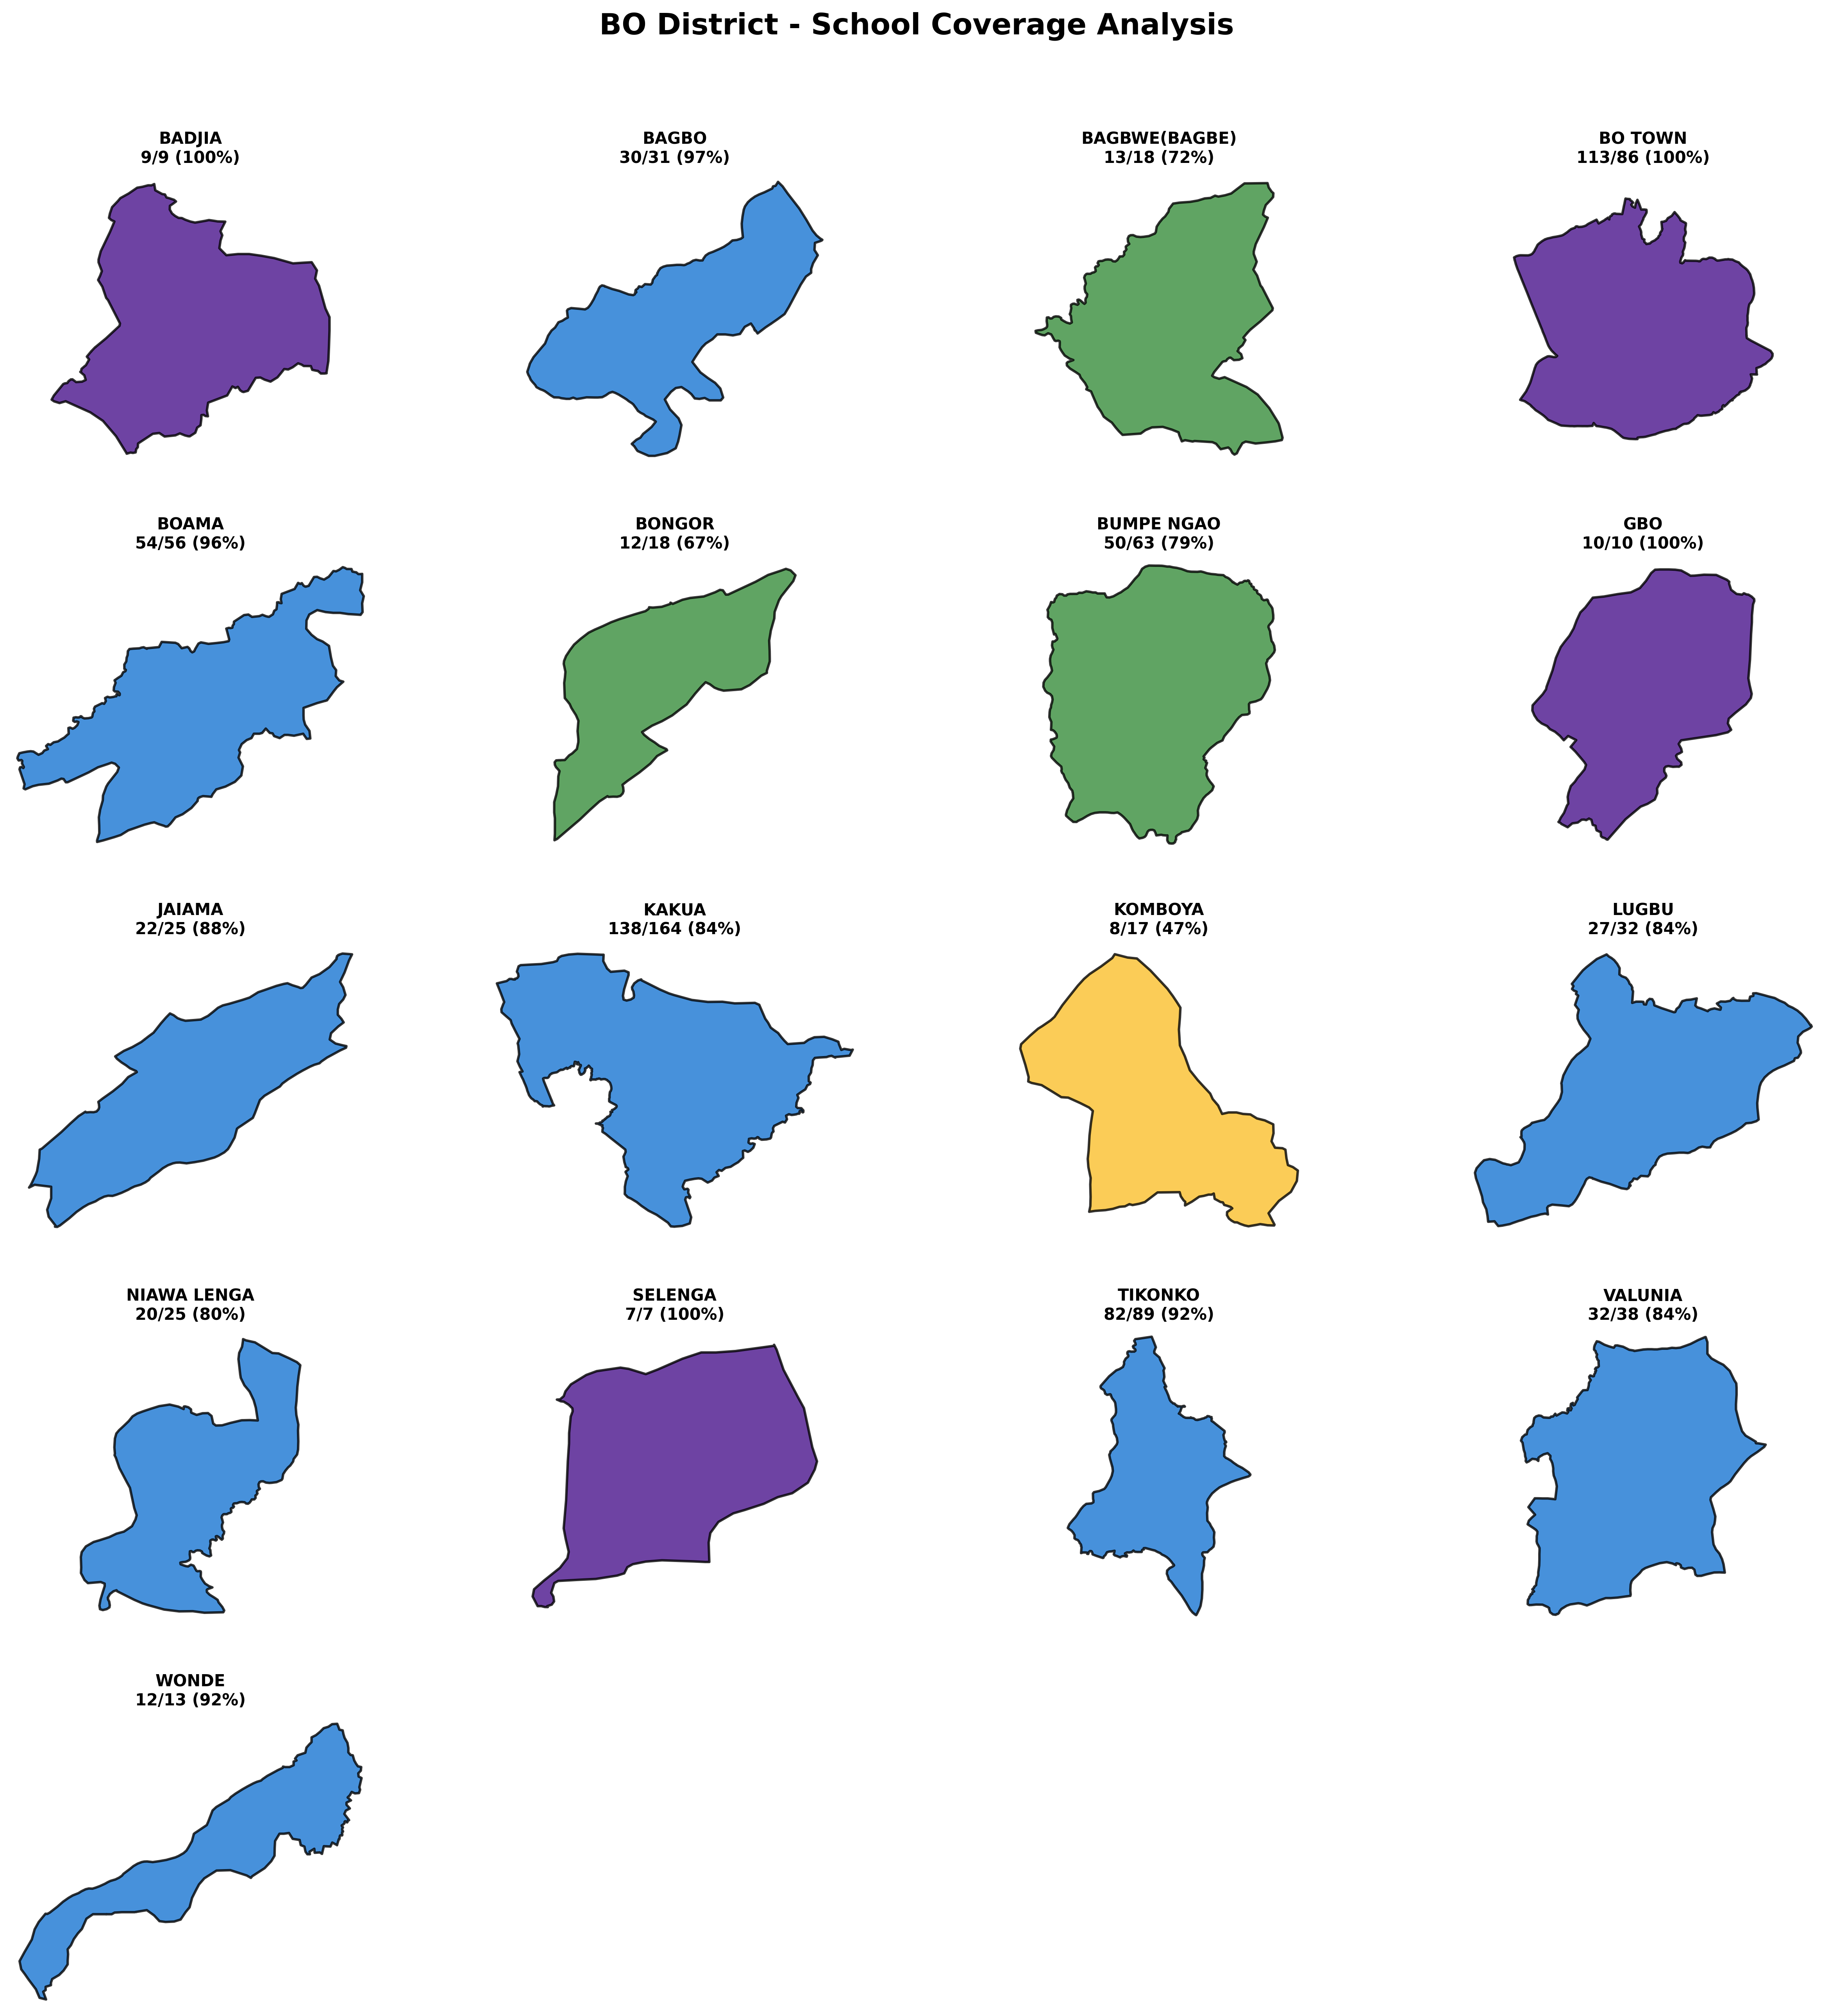 BO District - School Coverage Analysis
BADJIA
9/9 (100%)
BAGBO
30/31 (97%)
BAGBWE(BAGBE)
13/18 (72%)
BO TOWN
113/86 (100%)
BOAMA
54/56 (96%)
BONGOR
12/18 (67%)
BUMPE NGAO
50/63 (79%)
GBO
10/10 (100%)
JAIAMA
22/25 (88%)
KAKUA
138/164 (84%)
KOMBOYA
8/17 (47%)
LUGBU
27/32 (84%)
NIAWA LENGA
20/25 (80%)
SELENGA
7/7 (100%)
TIKONKO
82/89 (92%)
VALUNIA
32/38 (84%)
WONDE
12/13 (92%)